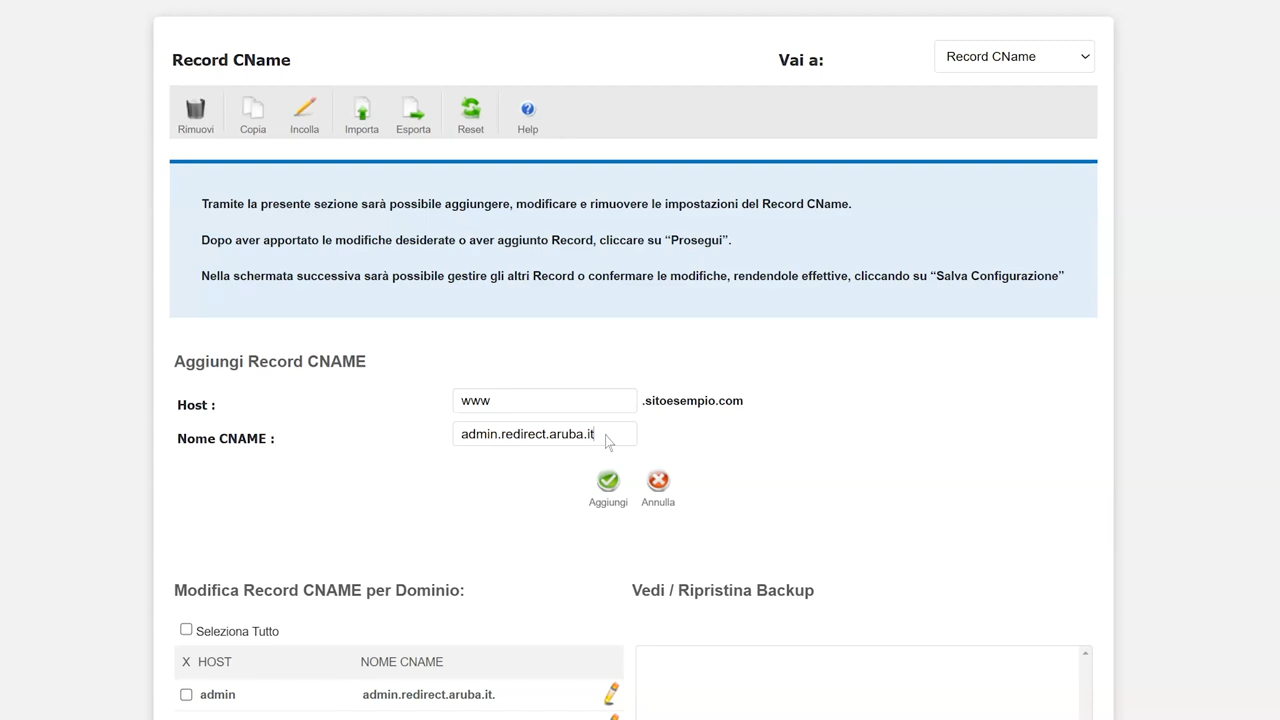 Record CName
Vai a:
Record CName
Rimuovi
Copia
Incolla
Importa
Esporta
Reset
Help
Tramite la presente sezione sarà possibile aggiungere, modificare e rimuovere le impostazioni del Record CName.
Dopo aver apportato le modifiche desiderate o aver aggiunto Record, cliccare su “Prosegui”.
Nella schermata successiva sarà possibile gestire gli altri Record o confermare le modifiche, rendendole effettive, cliccando su “Salva Configurazione”
Aggiungi Record CNAME
Host :
www
.sitoesempio.com
Nome CNAME :
admin.redirect.aruba.it
Aggiungi
Annulla
Modifica Record CNAME per Dominio:
Vedi / Ripristina Backup
Seleziona Tutto
X HOST
NOME CNAME
admin
admin.redirect.aruba.it.